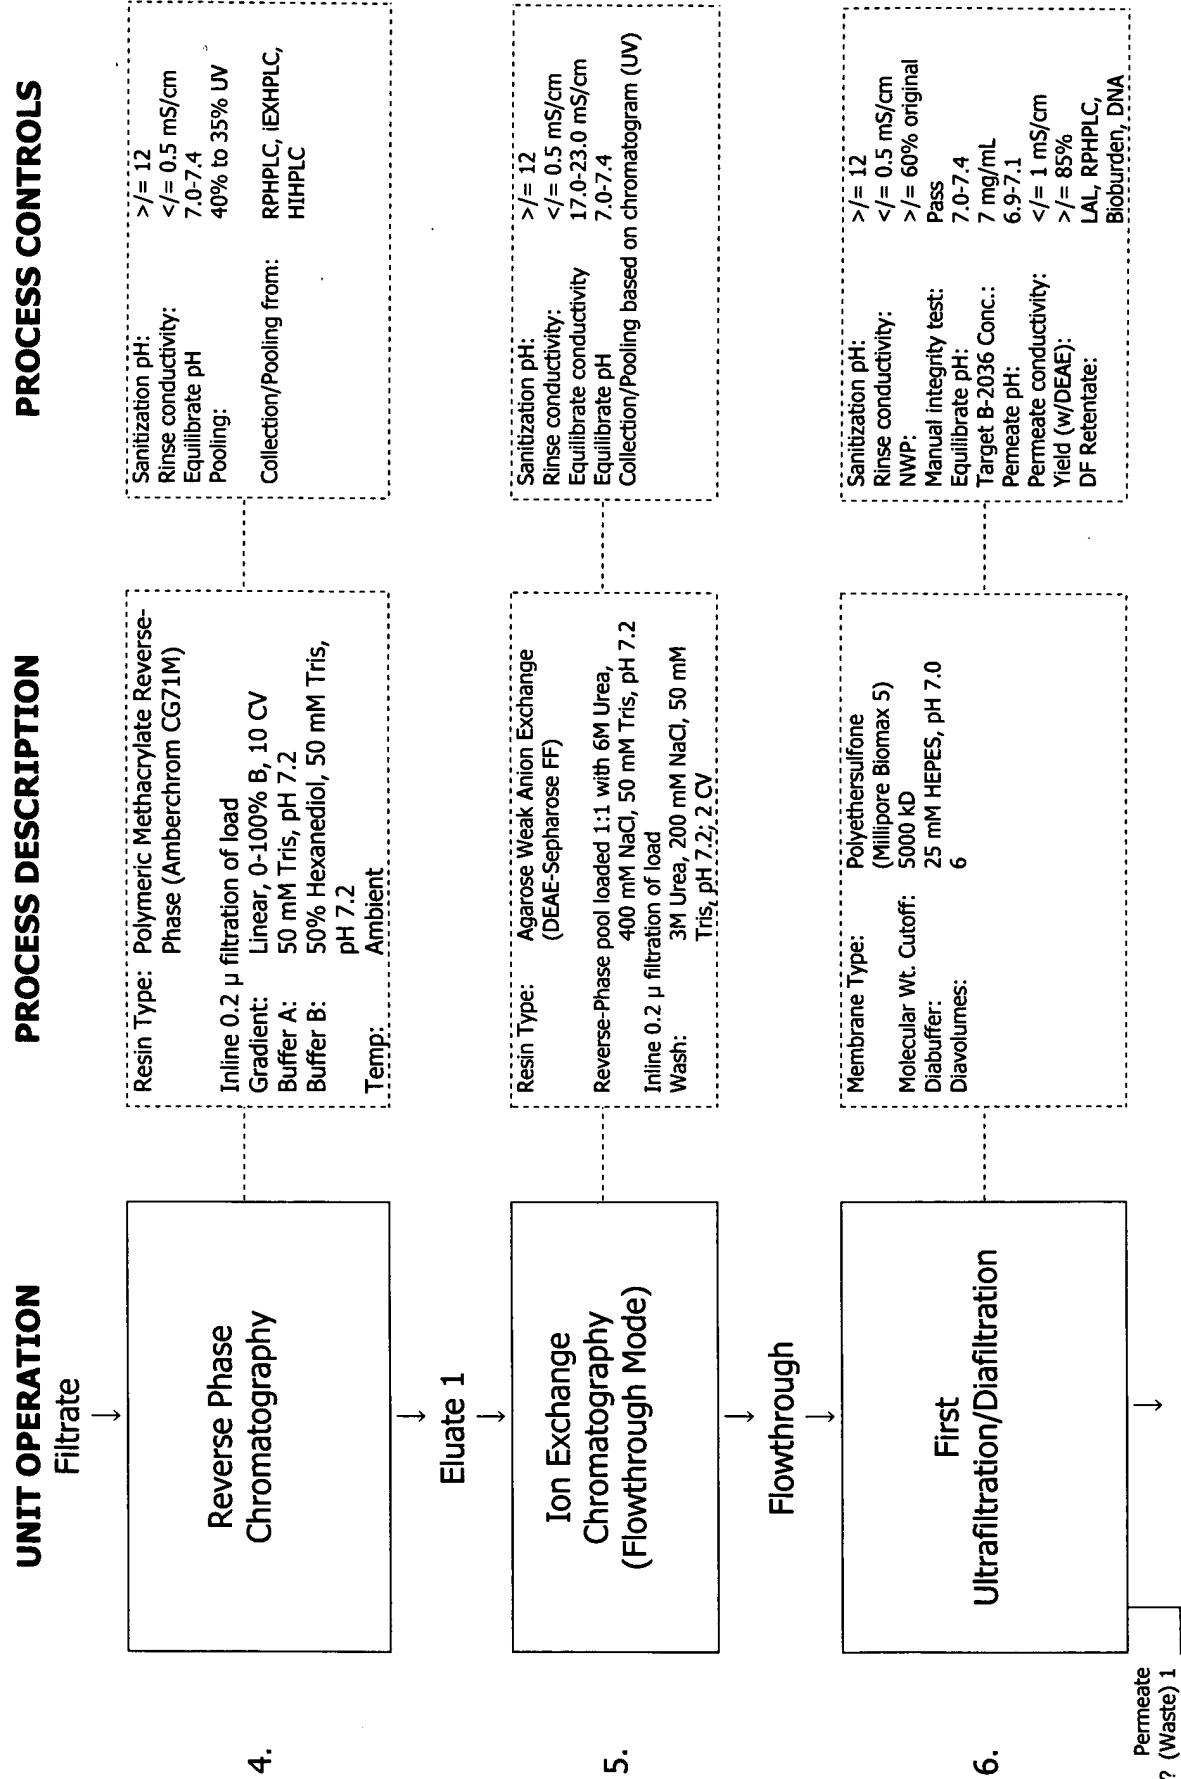 UNIT OPERATION
PROCESS DESCRIPTION
PROCESS CONTROLS
Filtrate
4.
Reverse Phase
Chromatography
Resin Type: Polymeric Methacrylate Reverse-
Phase (Amberchrom CG71M)
Inline 0.2 µ filtration of load
Gradient: Linear, 0-100% B, 10 CV
Buffer A: 50 mM Tris, pH 7.2
Buffer B: 50% Hexanediol, 50 mM Tris,
pH 7.2
Temp: Ambient
Sanitization pH: >/= 12
Rinse conductivity: </= 0.5 mS/cm
Equilibrate pH 7.0-7.4
Pooling: 40% to 35% UV
Collection/Pooling from: RPHPLC, iEXHPLC,
HIHPLC
Eluate 1
5.
Ion Exchange
Chromatography
(Flowthrough Mode)
Resin Type: Agarose Weak Anion Exchange
(DEAE-Sepharose FF)
Reverse-Phase pool loaded 1:1 with 6M Urea,
400 mM NaCl, 50 mM Tris, pH 7.2
Inline 0.2 µ filtration of load
Wash: 3M Urea, 200 mM NaCl, 50 mM
Tris, pH 7.2; 2 CV
Sanitization pH: >/= 12
Rinse conductivity: </= 0.5 mS/cm
Equilibrate conductivity 17.0-23.0 mS/cm
Equilibrate pH 7.0-7.4
Collection/Pooling based on chromatogram (UV)
Flowthrough
6.
First
Ultrafiltration/Diafiltration
Membrane Type: Polyethersulfone
(Millipore Biomax 5)
Molecular Wt. Cutoff: 5000 kD
Diabuffer: 25 mM HEPES, pH 7.0
Diavolumes: 6
Sanitization pH: >/= 12
Rinse conductivity: </= 0.5 mS/cm
NWP: >/= 60% original
Manual integrity test: Pass
Equilibrate pH: 7.0-7.4
Target B-2036 Conc.: 7 mg/mL
Pemeate pH: 6.9-7.1
Permeate conductivity: </= 1 mS/cm
Yield (w/DEAE): >/= 85%
DF Retentate: LAL, RPHPLC,
Bioburden, DNA
Permeate
? (Waste) 1